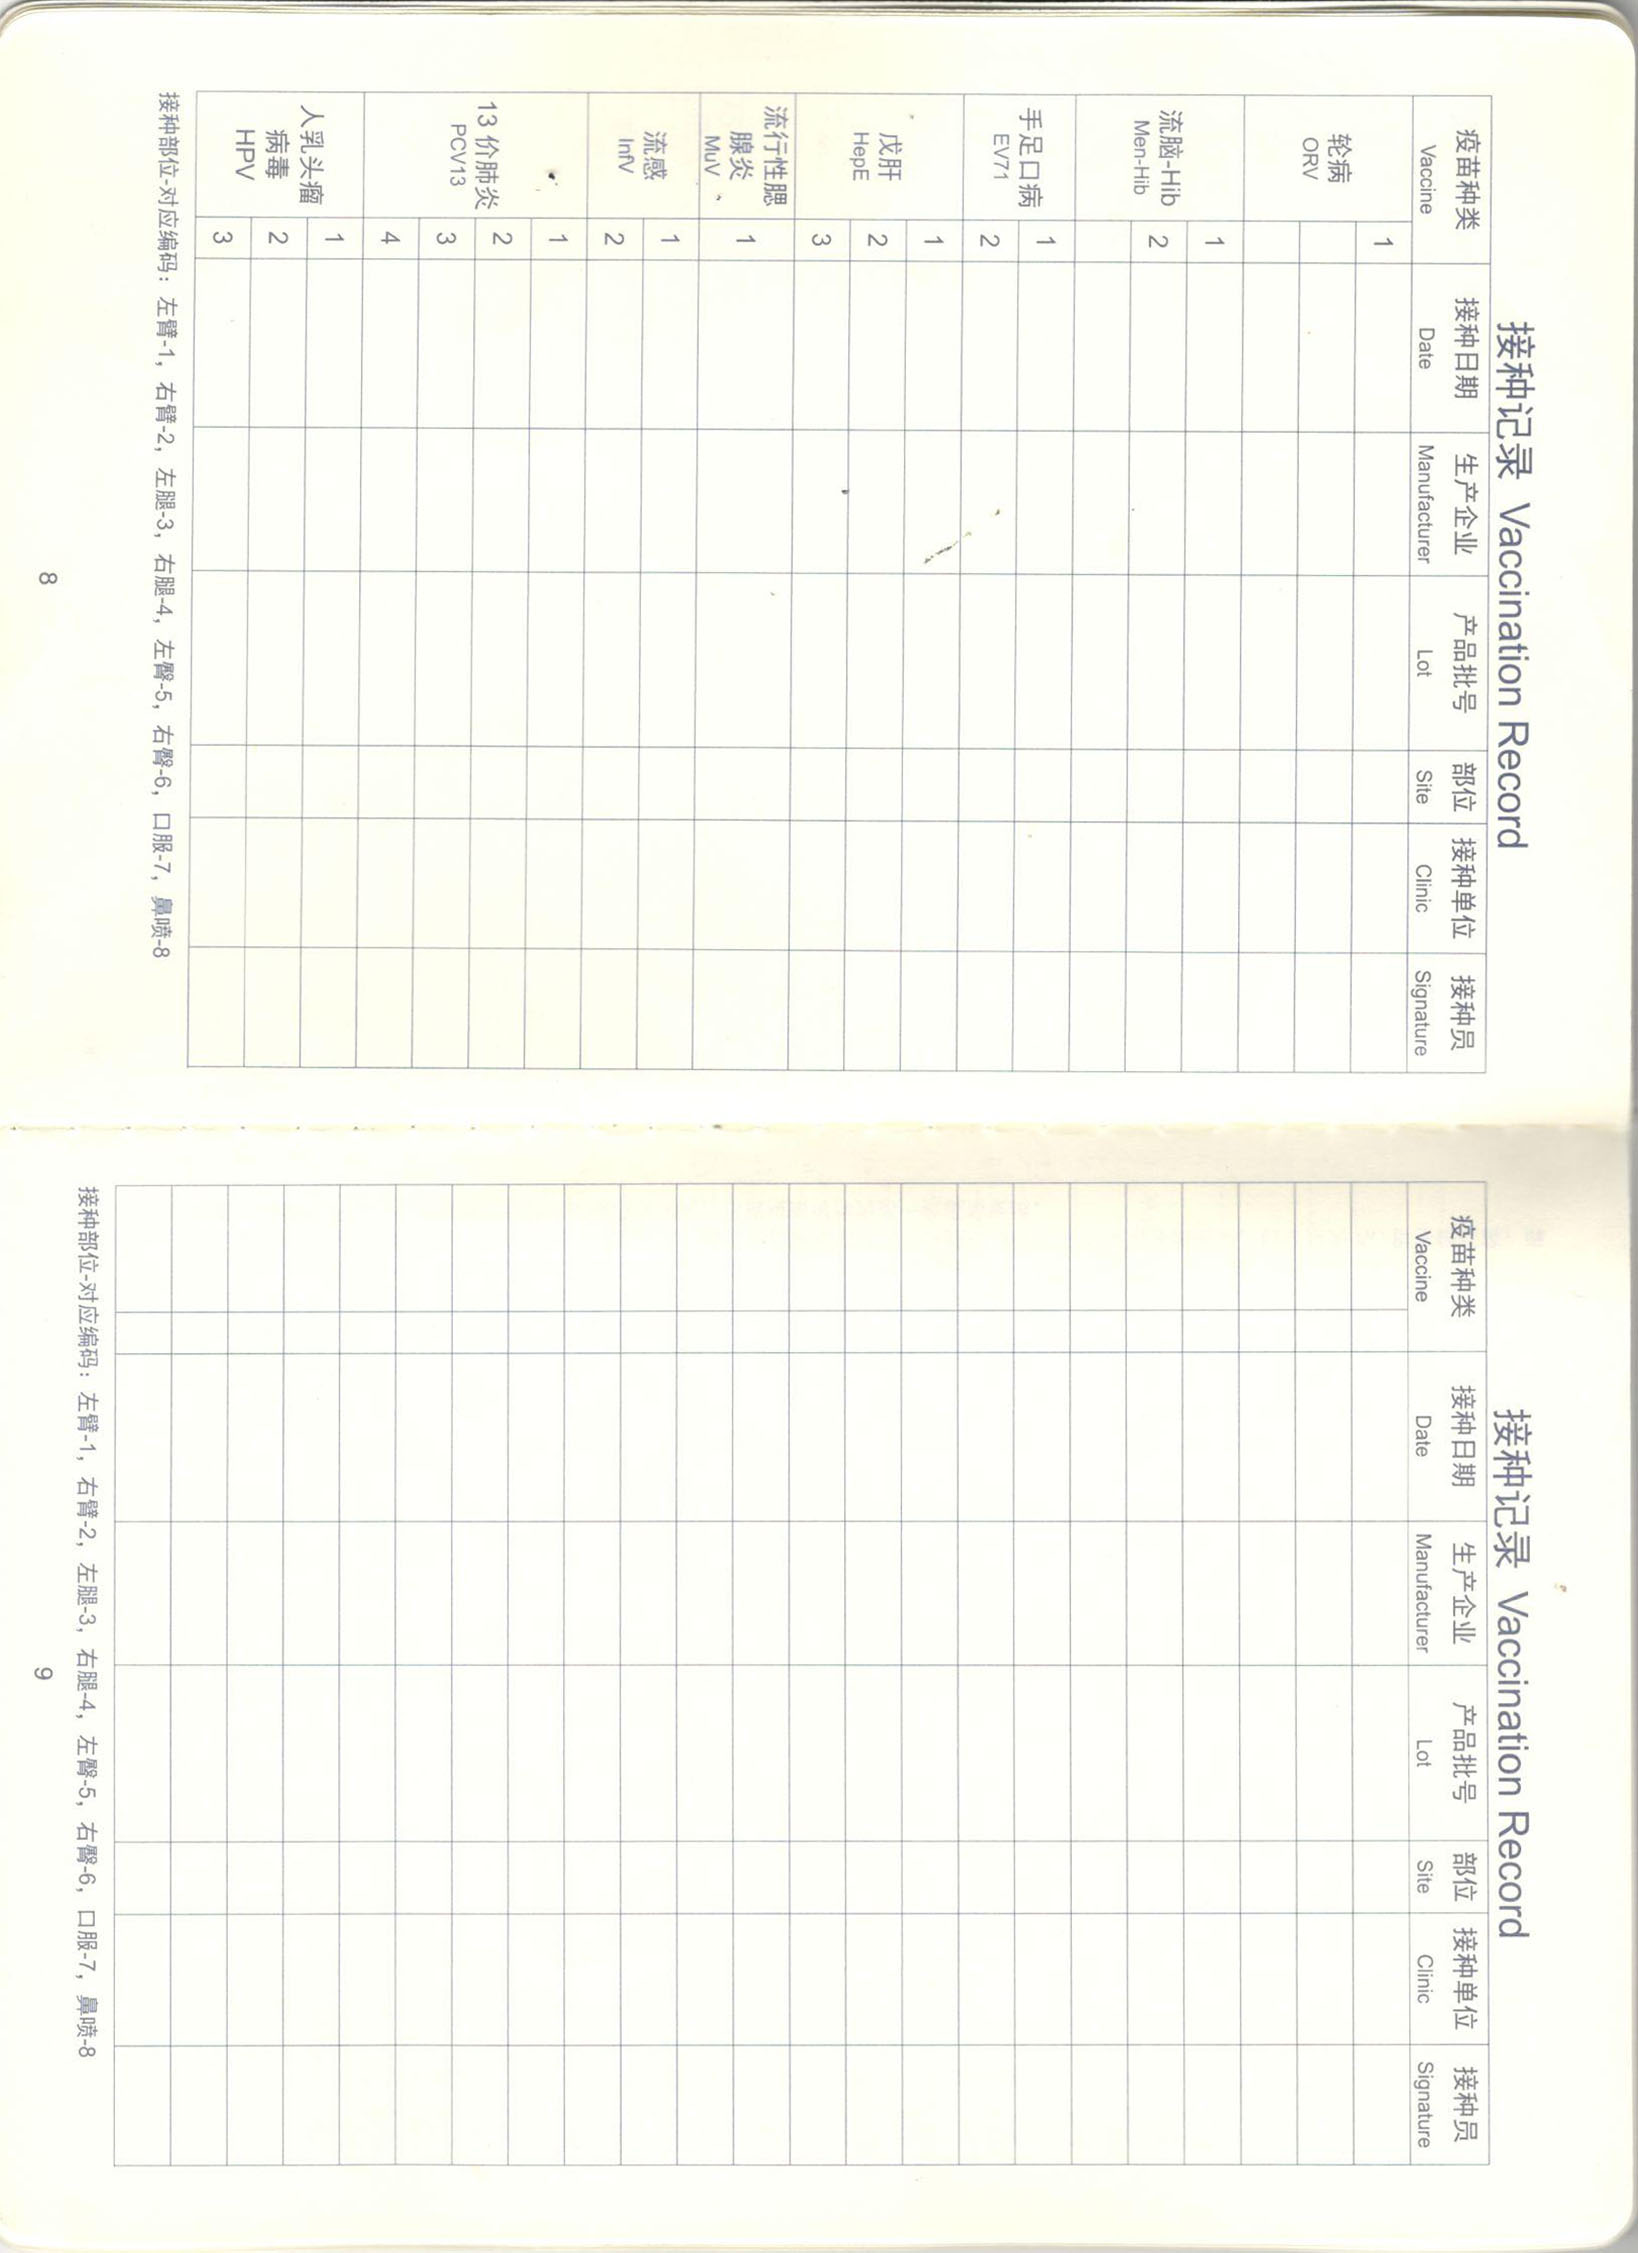 接种记录 Vaccination Record
疫苗种类 接种日期 生产企业 产品批号 部位 接种单位 接种员
Vaccine Date Manufacturer Lot Site Clinic Signature
轮病
ORV
1
流脑-Hib
Men-Hib
1
2
手足口病
EV71
1
2
戊肝
HepE
1
2
3
流行性腮
腺炎
MuV
1
流感
InfV
1
2
13 价肺炎
PCV13
1
2
3
4
人乳头瘤
病毒
HPV
1
2
3
接种部位-对应编码：左臂-1，右臂-2，左腿-3，右腿-4，左臀-5，右臀-6，口服-7，鼻喷-8
8
接种记录 Vaccination Record
疫苗种类 接种日期 生产企业 产品批号 部位 接种单位 接种员
Vaccine Date Manufacturer Lot Site Clinic Signature
接种部位-对应编码：左臂-1，右臂-2，左腿-3，右腿-4，左臀-5，右臀-6，口服-7，鼻喷-8
9